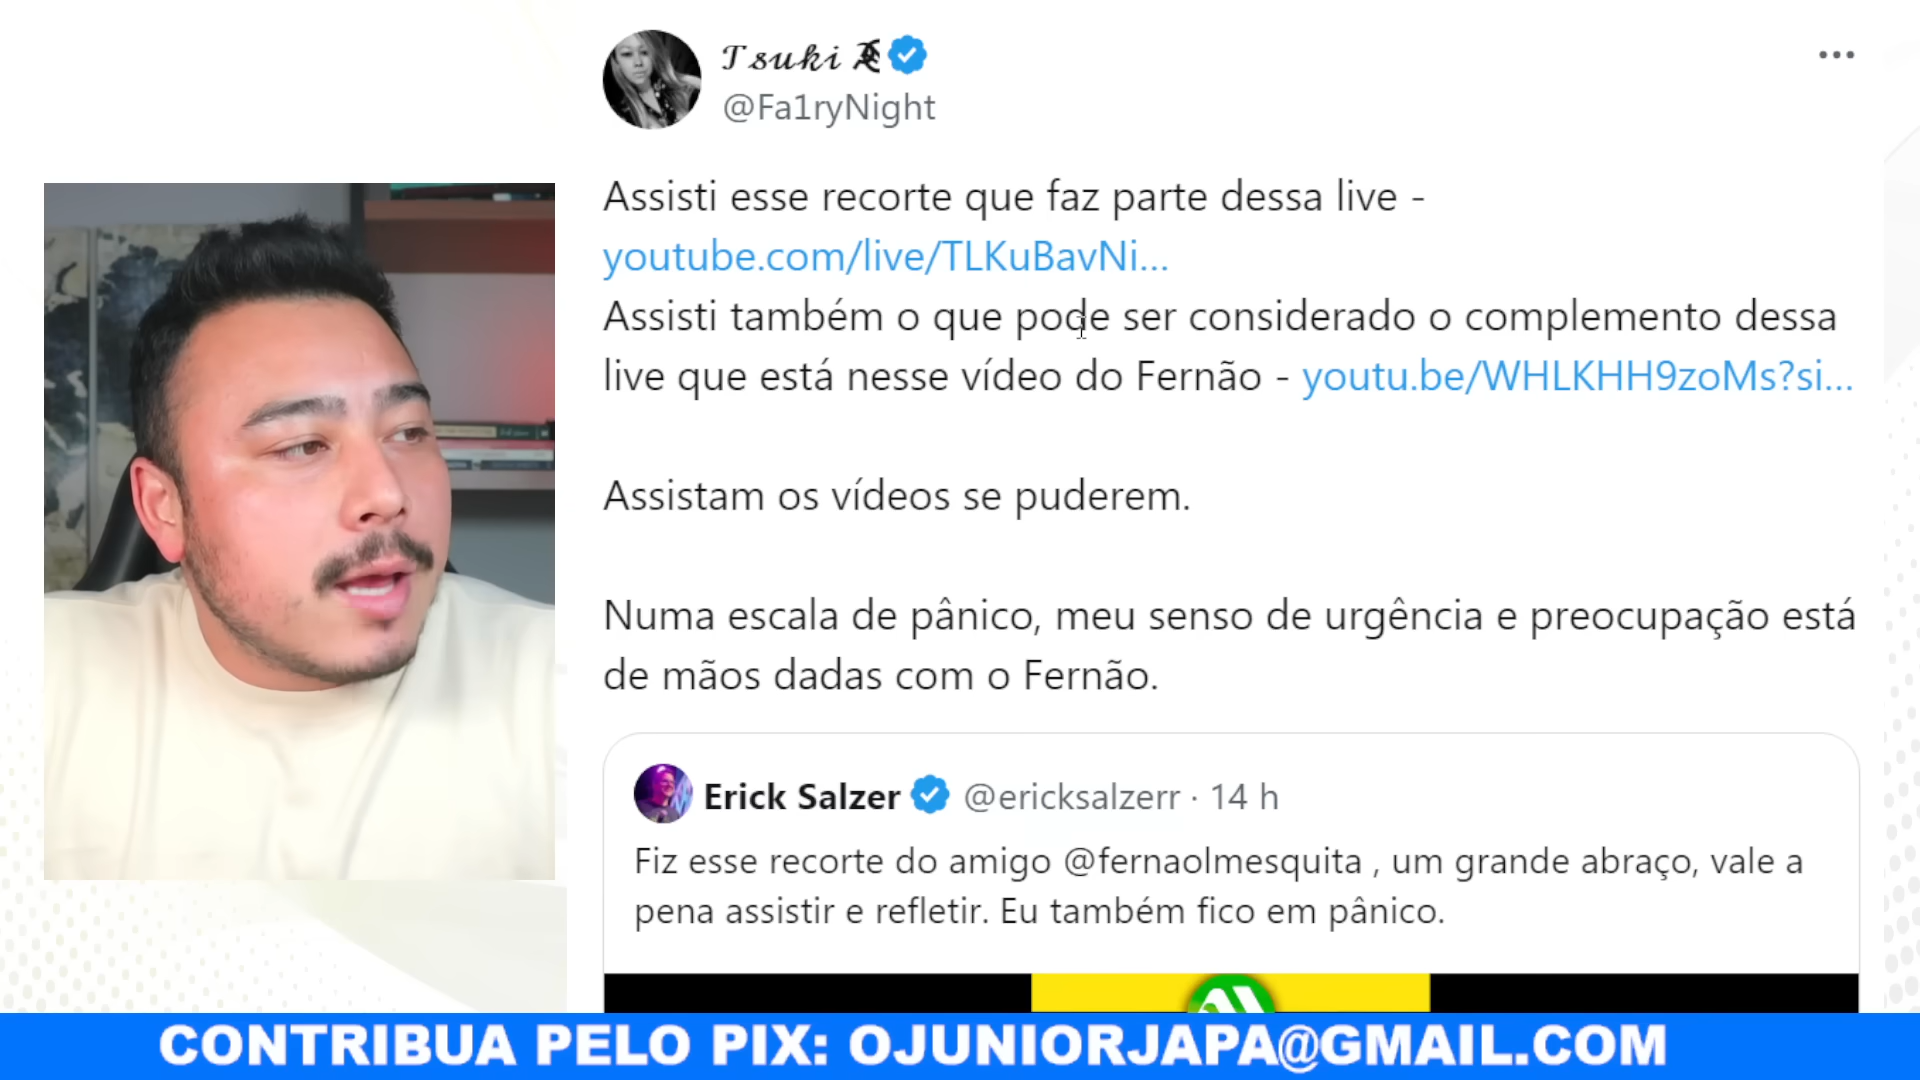 Tsuki
@Fa1ryNight
Assisti esse recorte que faz parte dessa live -
youtube.com/live/TLKuBavNi...
Assisti também o que pode ser considerado o complemento dessa
live que está nesse vídeo do Fernão - youtu.be/WHLKHH9zoMs?si...
Assistam os vídeos se puderem.
Numa escala de pânico, meu senso de urgência e preocupação está
de mãos dadas com o Fernão.
Erick Salzer @ericksalzerr · 14 h
Fiz esse recorte do amigo @fernaolmesquita , um grande abraço, vale a
pena assistir e refletir. Eu também fico em pânico.
CONTRIBUA PELO PIX: OJUNIORJAPA@GMAIL.COM